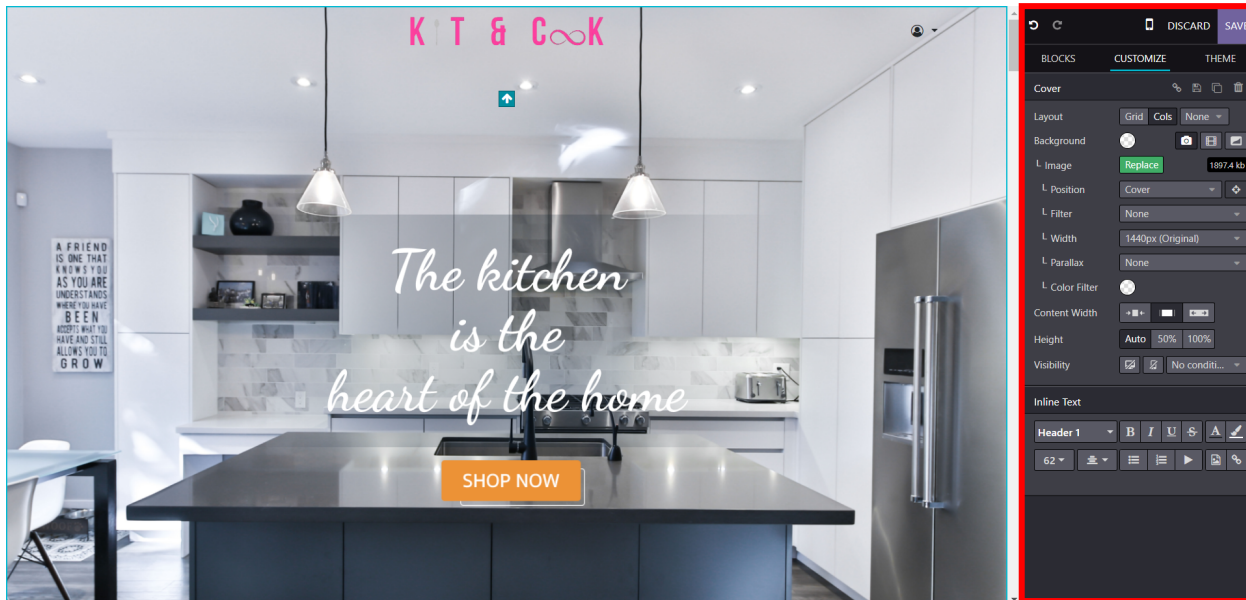 KIT & COOK
A FRIEND
IS ONE THAT
KNOWS YOU
AS YOU ARE
UNDERSTANDS
WHERE YOU HAVE
BEEN
ACCEPTS WHAT YOU
HAVE AND STILL
ALLOWS YOU TO
GROW
The kitchen
is the
heart of the home
SHOP NOW
DISCARD SAVE
BLOCKS CUSTOMIZE THEME
Cover
Layout Grid Cols None
Background
Image Replace 1897.4 kb
Position Cover
Filter None
Width 1440px (Original)
Parallax None
Color Filter
Content Width
Height Auto 50% 100%
Visibility No conditi...
Inline Text
Header 1 B I U S A
62